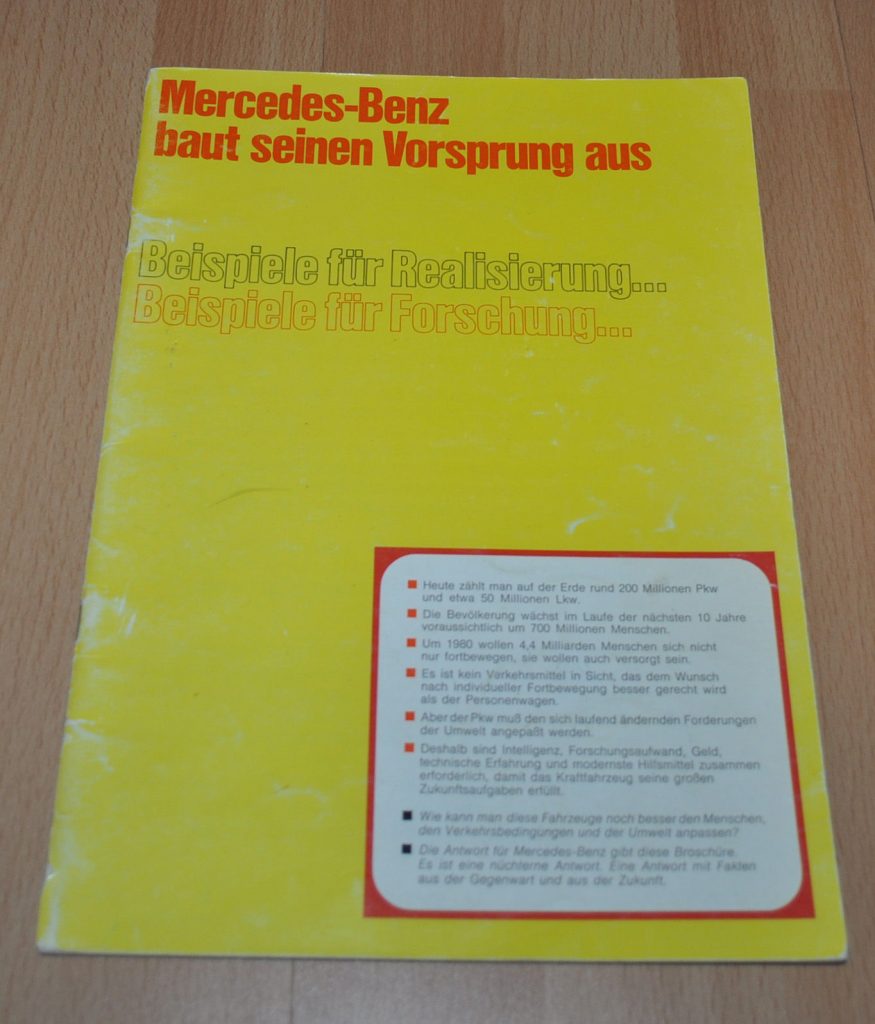 Mercedes-Benz
baut seinen Vorsprung aus
Beispiele für Realisierung...
Beispiele für Forschung...
Heute zählt man auf der Erde rund 200 Millionen Pkw
und etwa 50 Millionen Lkw.
Die Bevölkerung wächst im Laufe der nächsten 10 Jahre
voraussichtlich um 700 Millionen Menschen.
Um 1980 wollen 4,4 Milliarden Menschen sich nicht
nur fortbewegen, sie wollen auch versorgt sein.
Es ist kein Verkehrsmittel in Sicht, das dem Wunsch
nach individueller Fortbewegung besser gerecht wird
als der Personenwagen.
Aber der Pkw muß den sich laufend ändernden Forderungen
der Umwelt angepaßt werden.
Deshalb sind Intelligenz, Forschungsaufwand, Geld,
technische Erfahrung und modernste Hilfsmittel zusammen
erforderlich, damit das Kraftfahrzeug seine großen
Zukunftsaufgaben erfüllt.
Wie kann man diese Fahrzeuge noch besser den Menschen,
den Verkehrsbedingungen und der Umwelt anpassen?
Die Antwort für Mercedes-Benz gibt diese Broschüre.
Es ist eine nüchterne Antwort. Eine Antwort mit Fakten
aus der Gegenwart und aus der Zukunft.